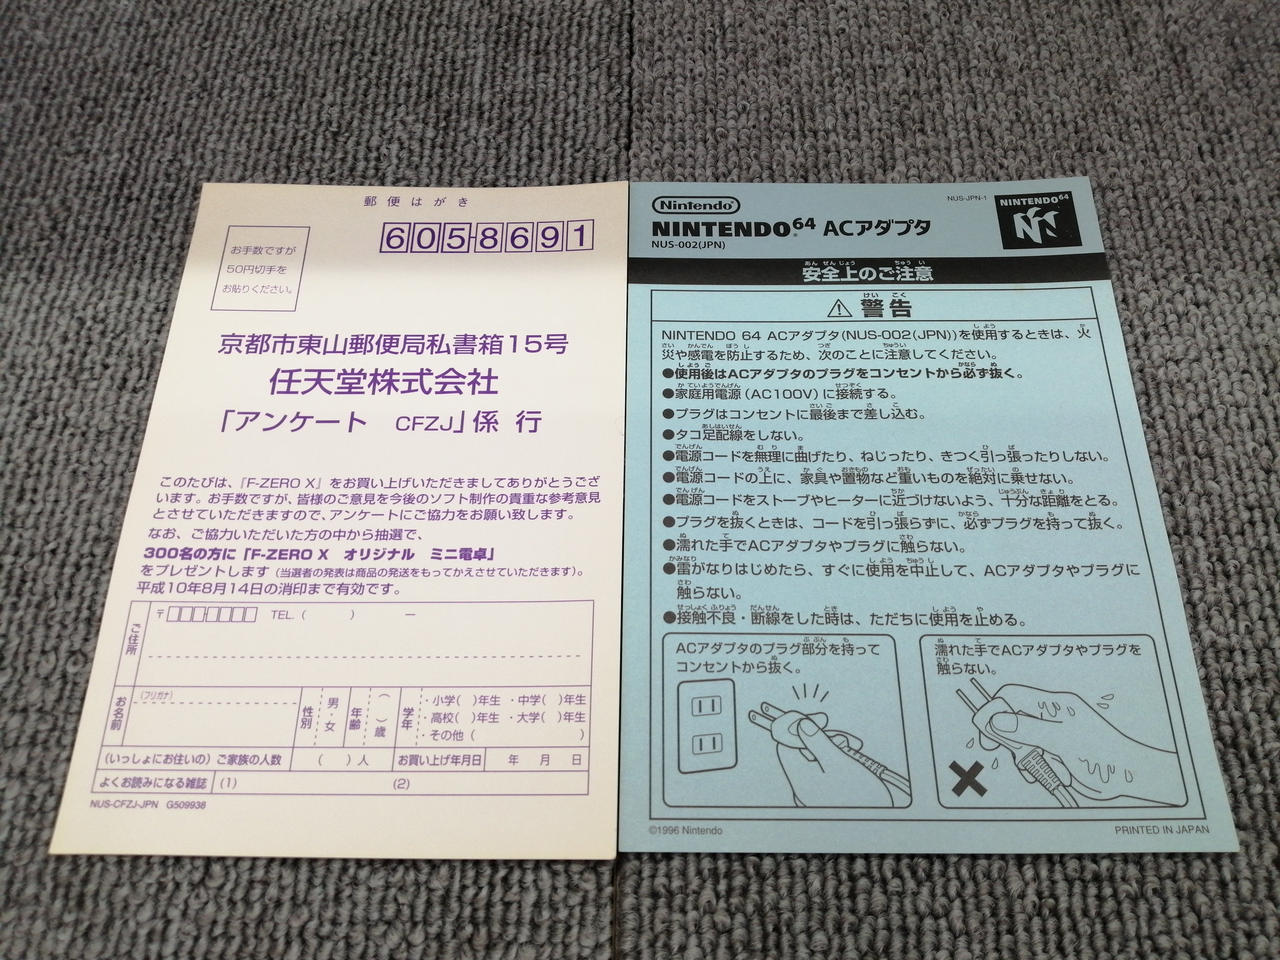 郵便はがき
605-8691
お手数ですが
50円切手を
お貼りください。
京都市東山郵便局私書箱15号
任天堂株式会社
「アンケート CFZJ」係 行
このたびは、『F-ZERO X』をお買い上げいただきましてありがとうござ
います。お手数ですが、皆様のご意見を今後のソフト制作の貴重な参考意見
とさせていただきますので、アンケートにご協力をお願い致します。
なお、ご協力いただいた方の中から抽選で、
300名の方に「F-ZERO X オリジナル ミニ電卓」
をプレゼントします(当選者の発表は商品の発送をもってかえさせていただきます)。
平成10年8月14日の消印まで有効です。
ご住所
〒 TEL.( ) ー
お名前
(フリガナ)
性別
男・女
年齢
( )歳
学年
・小学( )年生 ・中学( )年生
・高校( )年生 ・大学( )年生
・その他( )
(いっしょにお住いの)ご家族の人数 ( )人 お買い上げ年月日 年 月 日
よくお読みになる雑誌 (1) (2)
NUS-CFZJ-JPN G509938
Nintendo
NUS-JPN-1
NINTENDO64
NINTENDO64 ACアダプタ
NUS-002(JPN)
安全上のご注意
警告
NINTENDO 64 ACアダプタ(NUS-002(JPN))を使用するときは、火
災や感電を防止するため、次のことに注意してください。
●使用後はACアダプタのプラグをコンセントから必ず抜く。
●家庭用電源(AC100V)に接続する。
●プラグはコンセントに最後まで差し込む。
●タコ足配線をしない。
●電源コードを無理に曲げたり、ねじったり、きつく引っ張ったりしない。
●電源コードの上に、家具や置物など重いものを絶対に乗せない。
●電源コードをストーブやヒーターに近づけないよう、十分な距離をとる。
●プラグを抜くときは、コードを引っ張らずに、必ずプラグを持って抜く。
●濡れた手でACアダプタやプラグに触らない。
●雷がなりはじめたら、すぐに使用を中止して、ACアダプタやプラグに
触らない。
●接触不良・断線をした時は、ただちに使用を止める。
ACアダプタのプラグ部分を持って
コンセントから抜く。
濡れた手でACアダプタやプラグを
触らない。
©1996 Nintendo
PRINTED IN JAPAN